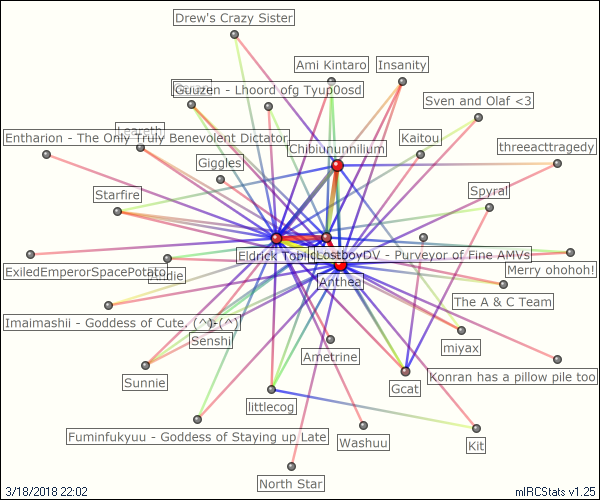 Drew's Crazy Sister
Ami Kintaro
Insanity
Guuzen - Lhoord ofg Tyup0osd
Sven and Olaf <3
Leareth
Entharion - The Only Truly Benevolent Dictator
Kaitou
Chibiununnilium
threeacttragedy
Giggles
Starfire
Spyral
Eldrick
LostboyDV - Purveyor of Fine AMVs
ExiledEmperorSpacePotato
Merry ohohoh!
Anthea
The A & C Team
Imaimashii - Goddess of Cute. (^)-(^)
Senshi
miyax
Ametrine
Sunnie
Gcat
Konran has a pillow pile too
littlecog
Fuminfukyuu - Goddess of Staying up Late
Washuu
Kit
North Star
3/18/2018 22:02
mIRCStats v1.25